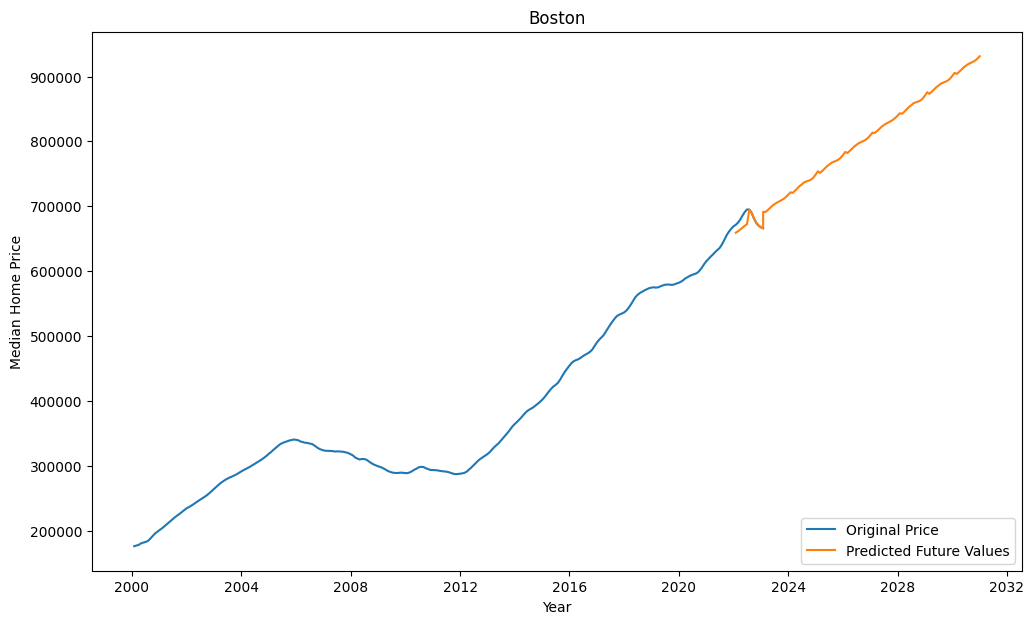 Boston
Median Home Price
900000
800000
700000
600000
500000
400000
300000
200000
2000 2004 2008 2012 2016 2020 2024 2028 2032
Year
Original Price
Predicted Future Values